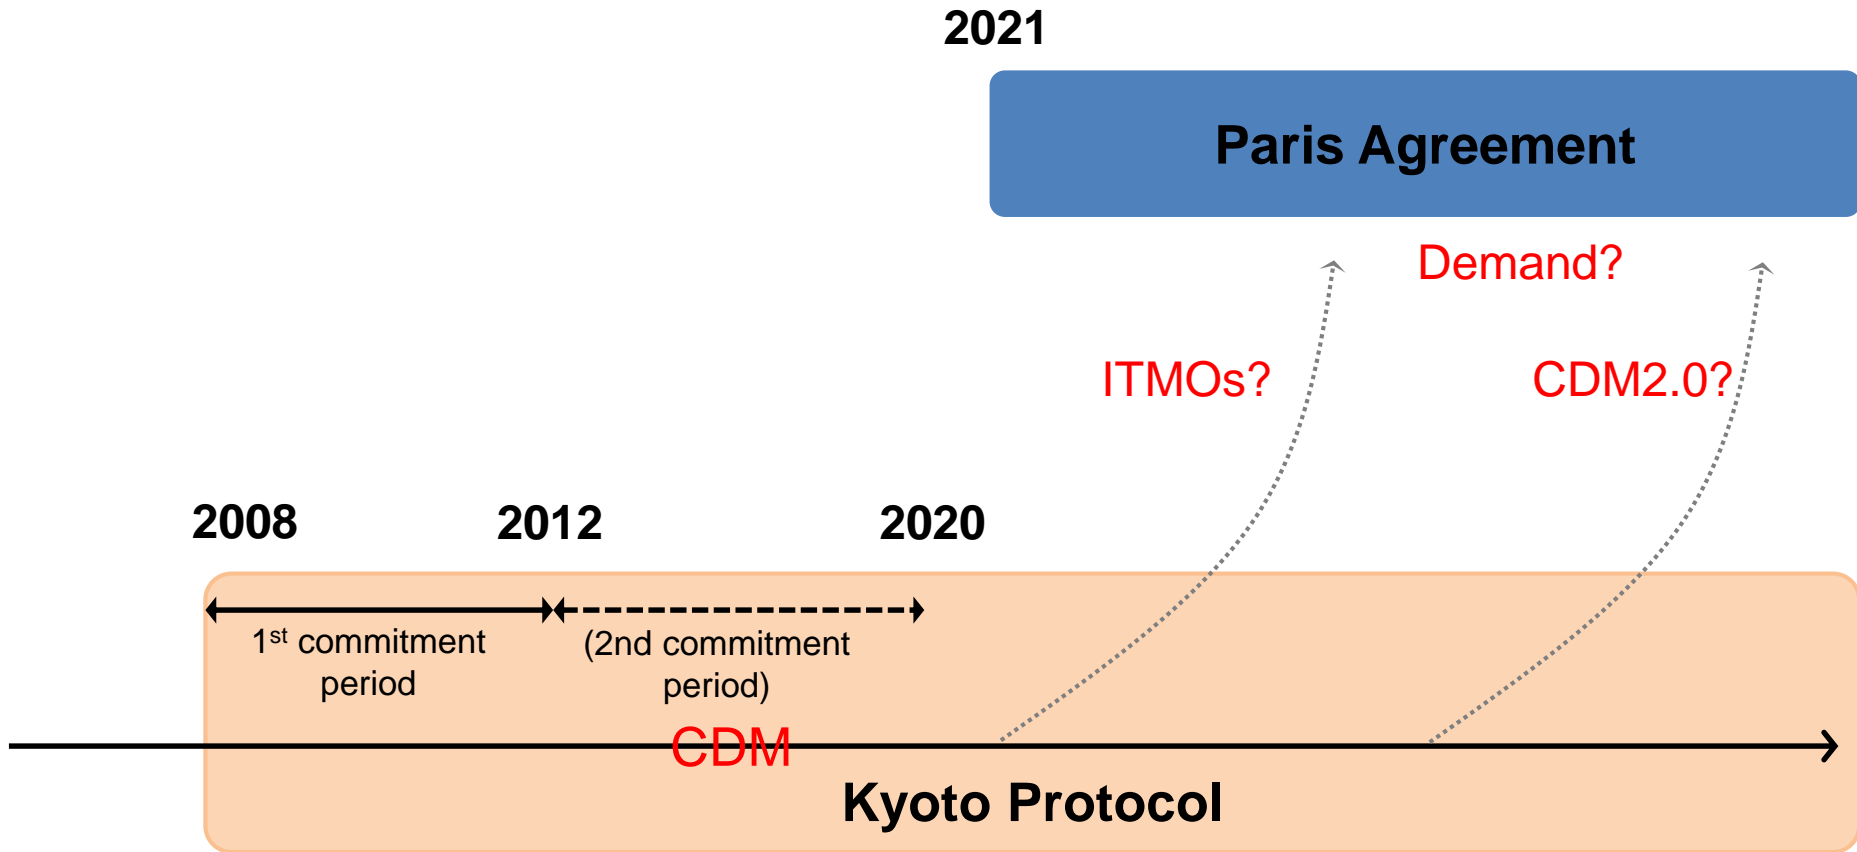 2021
Paris Agreement
Demand?
ITMOs?
CDM2.0?
2008
2012
2020
1st commitment
period
(2nd commitment
period)
CDM
Kyoto Protocol